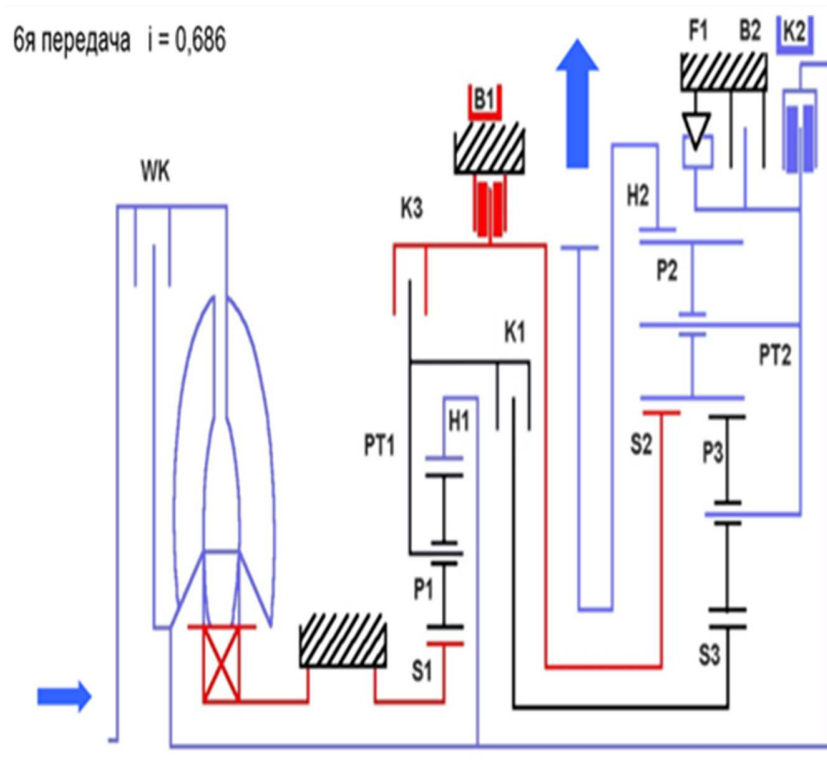 6я передача i = 0,686
F1 B2 K2
B1
WK
K3
H2
P2
K1
PT2
H1
PT1
S2
P3
P1
S1
S3